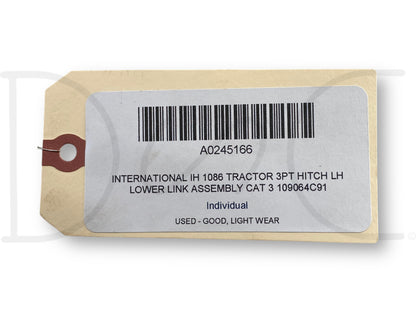 A0245166
INTERNATIONAL IH 1086 TRACTOR 3PT HITCH LH
LOWER LINK ASSEMBLY CAT 3 109064C91
Individual
USED - GOOD, LIGHT WEAR